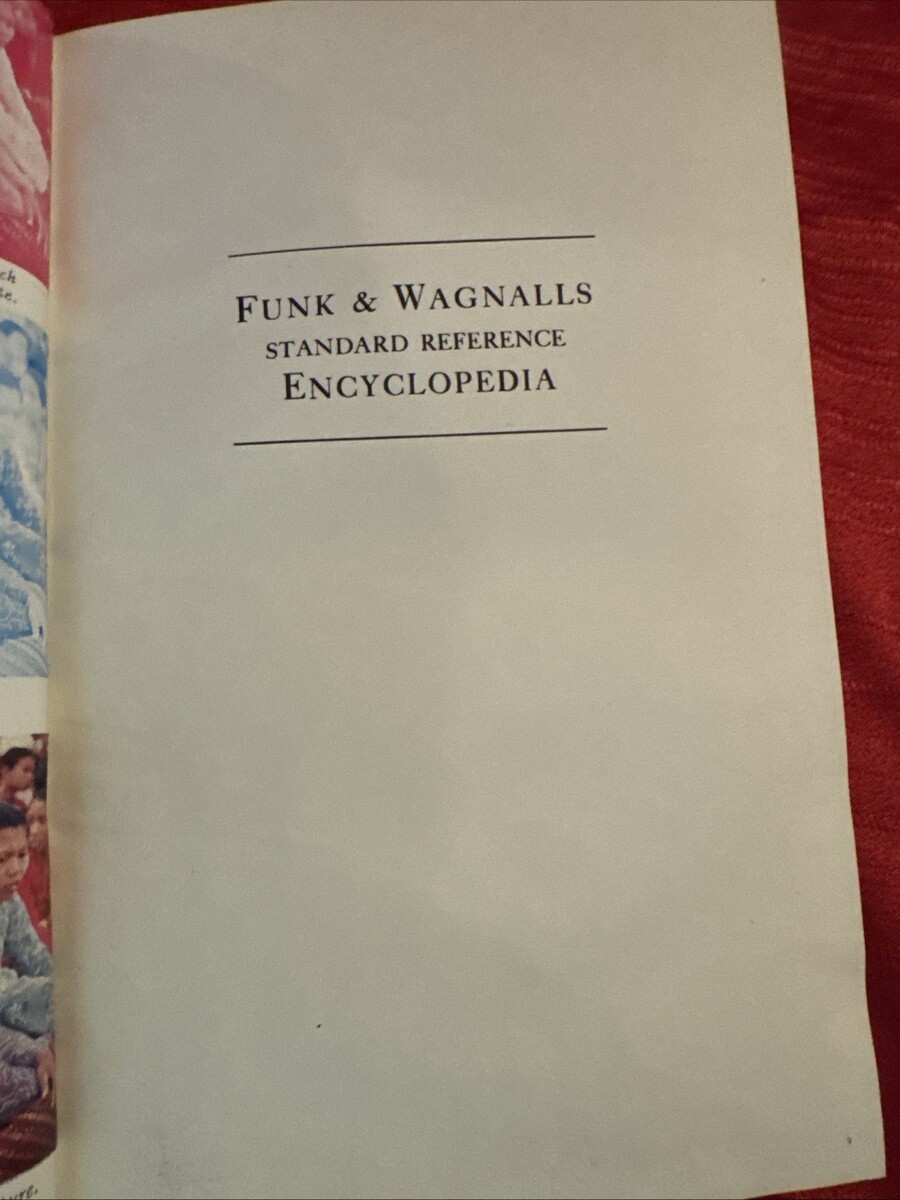 FUNK & WAGNALLS
STANDARD REFERENCE
ENCYCLOPEDIA